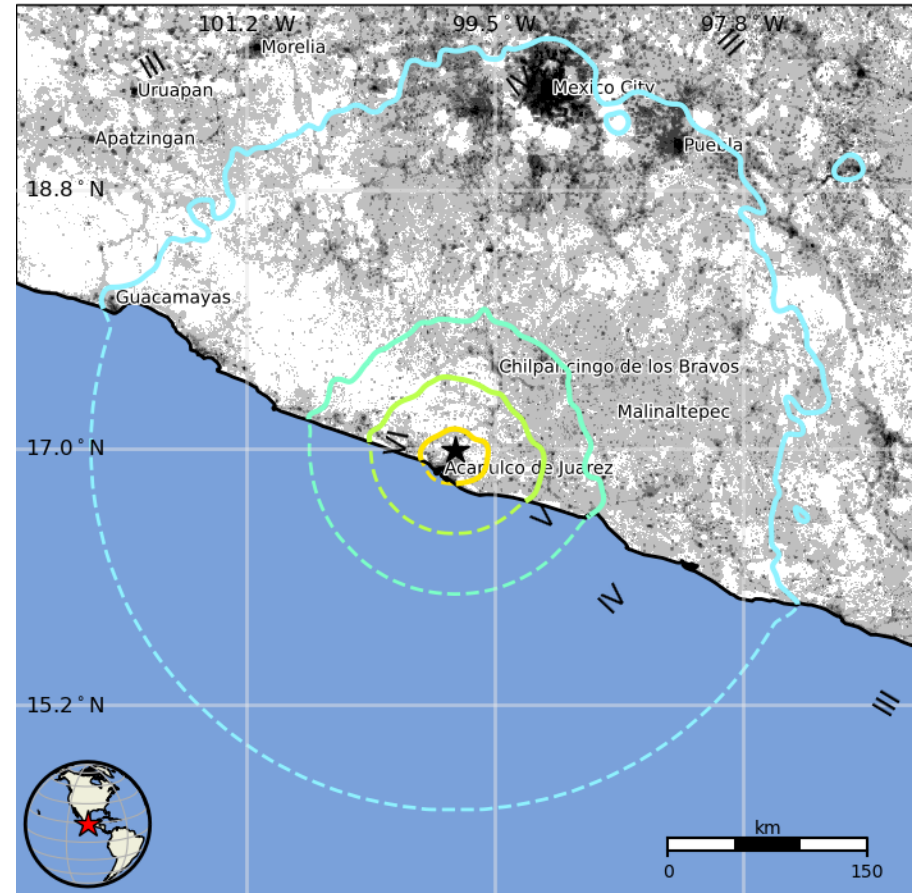 101.2°W 99.5°W 97.8°W
III
Morelia
III
Uruapan
IV
Mexico City
Apatzingan
Puebla
18.8°N
Guacamayas
Chilpancingo de los Bravos
Malinaltepec
VI
17.0°N
Acapulco de Juarez
V
IV
15.2°N
III
km
0 150